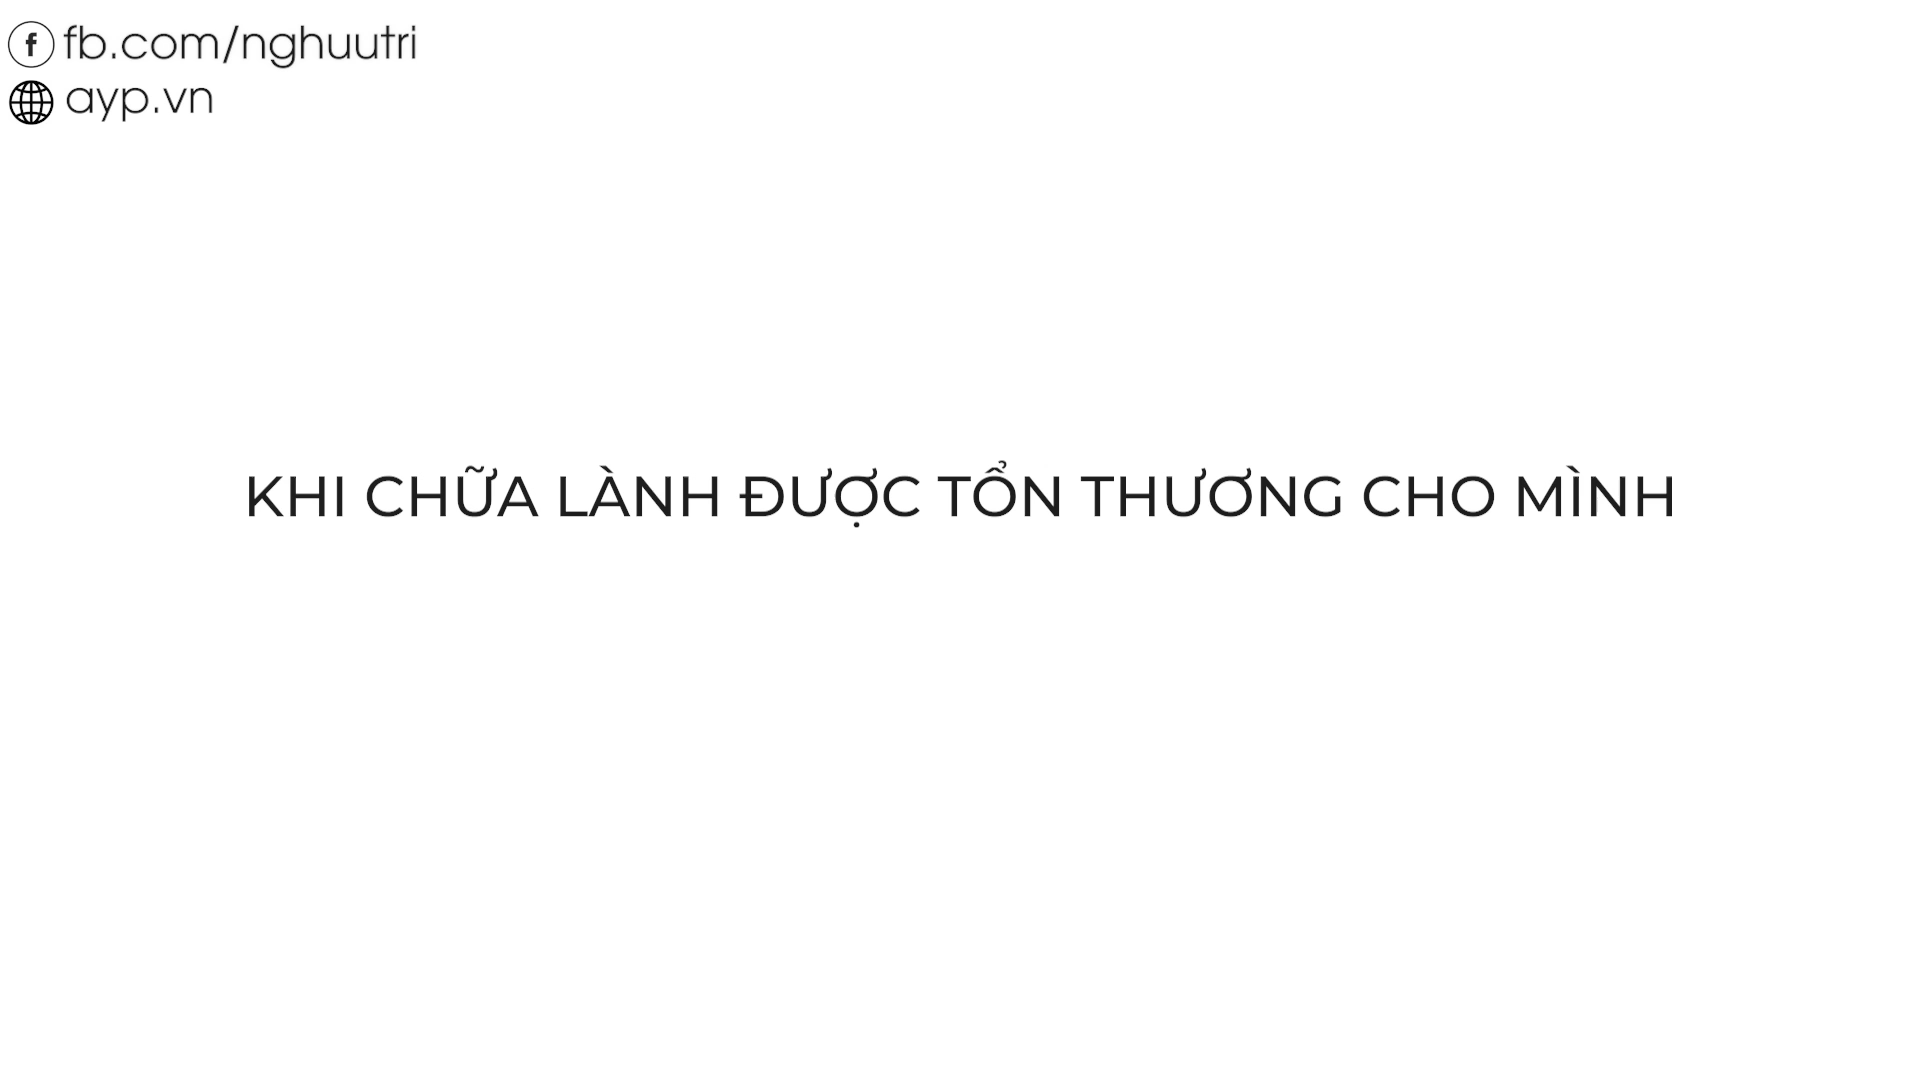 fb.com/nghuutri
ayp.vn
KHI CHỮA LÀNH ĐƯỢC TỔN THƯƠNG CHO MÌNH